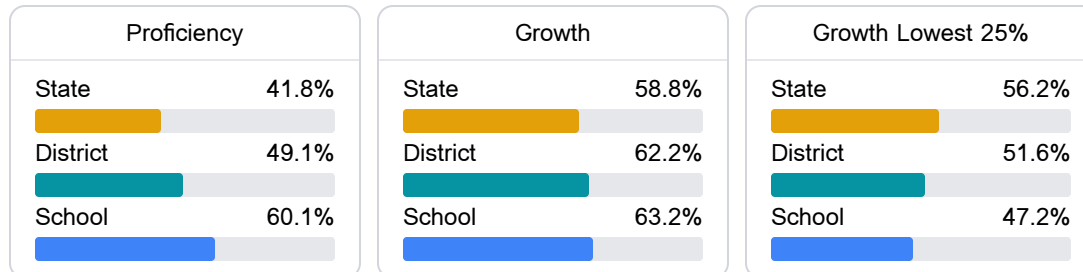 Proficiency
State 41.8%
District 49.1%
School 60.1%
Growth
State 58.8%
District 62.2%
School 63.2%
Growth Lowest 25%
State 56.2%
District 51.6%
School 47.2%